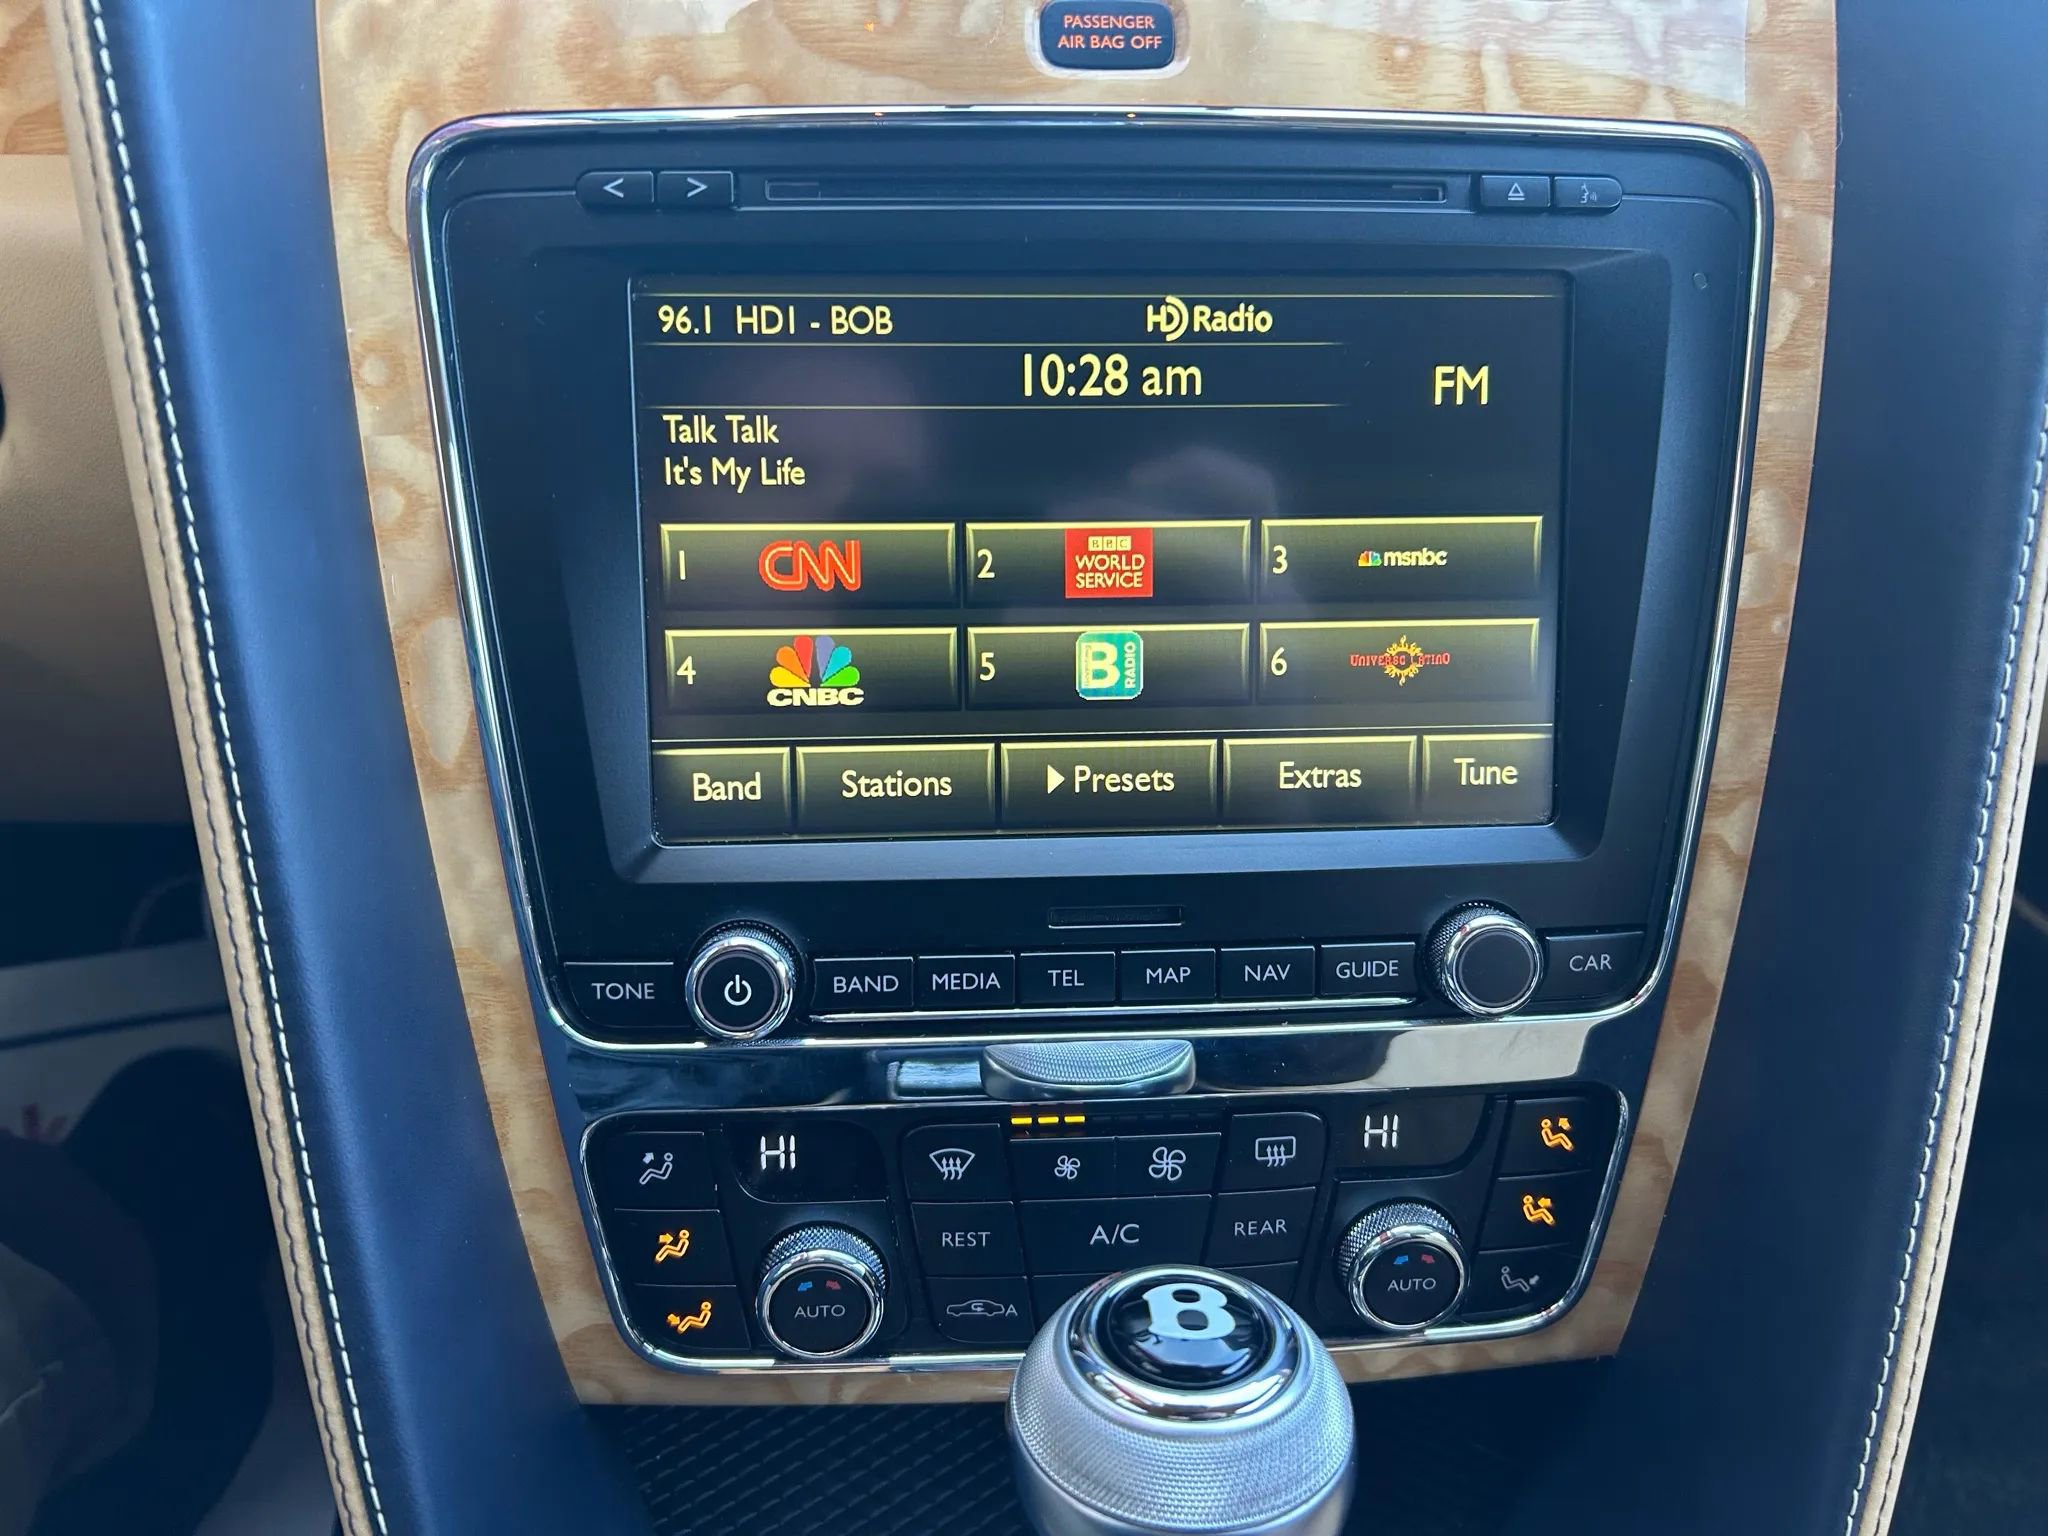 PASSENGER
AIR BAG OFF
96.1 HD1 - BOB
HD Radio
10:28 am
FM
Talk Talk
It's My Life
1 CNN
2 BBC
WORLD
SERVICE
3 msnbc
4 CNBC
5 B RADIO
6 UNIVERSO LATINO
Band Stations Presets Extras Tune
TONE BAND MEDIA TEL MAP NAV GUIDE CAR
HI HI
REST A/C REAR
AUTO A AUTO
B